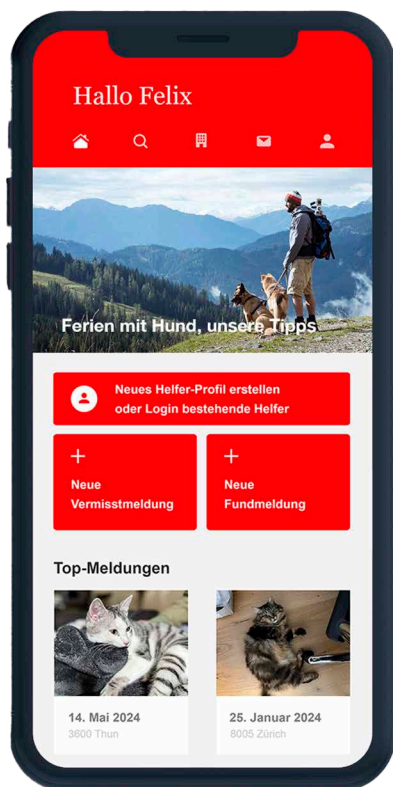 Hallo Felix
Ferien mit Hund, unsere Tipps
Neues Helfer-Profil erstellen
oder Login bestehende Helfer
Neue
Vermisstmeldung
Neue
Fundmeldung
Top-Meldungen
14. Mai 2024
3600 Thun
25. Januar 2024
8005 Zürich